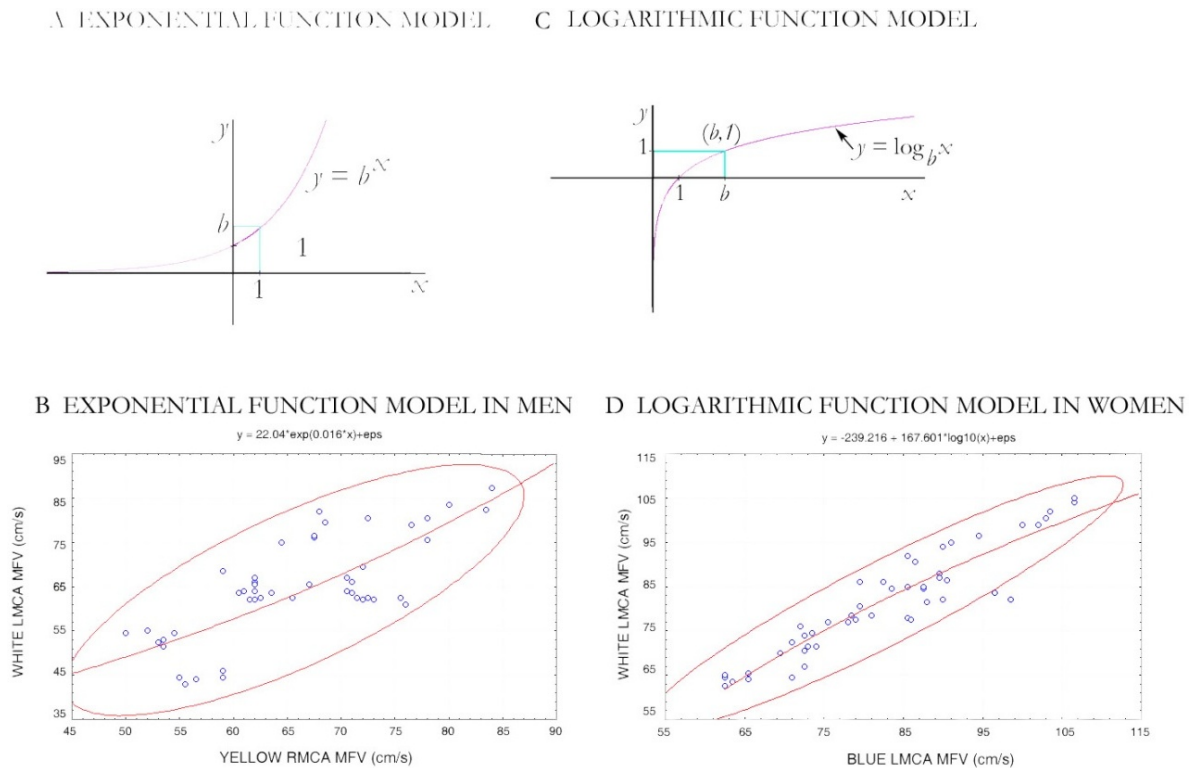 A EXPONENTIAL FUNCTION MODEL
C LOGARITHMIC FUNCTION MODEL
y
y = b^x
b
1
1
x
y
1
(b,1)
y = log_b x
1
b
x
B EXPONENTIAL FUNCTION MODEL IN MEN
y = 22.04*exp(0.016*x)+eps
WHITE LMCA MFV (cm/s)
95
85
75
65
55
45
35
45 50 55 60 65 70 75 80 85 90
YELLOW RMCA MFV (cm/s)
D LOGARITHMIC FUNCTION MODEL IN WOMEN
y = -239.216 + 167.601*log10(x)+eps
WHITE LMCA MFV (cm/s)
115
105
95
85
75
65
55
55 65 75 85 95 105 115
BLUE LMCA MFV (cm/s)